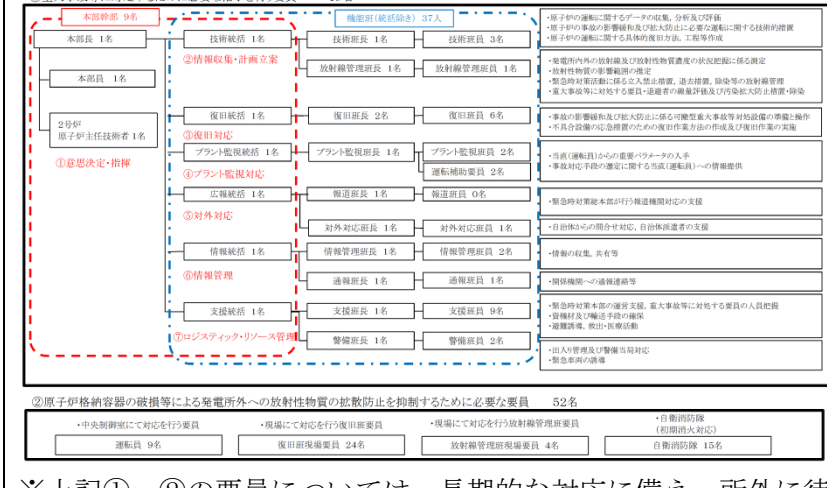 本部幹部 9名
機能班(統括除き) 37人
本部長 1名
技術統括 1名
技術班長 1名
技術班員 3名
・原子炉の運転に関するデータの収集, 分析及び評価
・原子炉の事故の影響緩和及び拡大防止に必要な運転に関する技術的措置
・原子炉の運転に関する具体的復旧方法, 工程等作成
②情報収集・計画立案
本部員 1名
放射線管理班長 1名
放射線管理班員 1名
・発電所内外の放射線及び放射性物質濃度の状況把握に係る測定
・放射性物質の影響範囲の推定
・緊急時対策活動に係る立入禁止措置, 退去措置, 除染等の放射線管理
・重大事故等に対処する要員・退避者の線量評価及び汚染拡大防止措置・除染
2号炉
原子炉主任技術者 1名
①意思決定・指揮
復旧統括 1名
復旧班長 2名
復旧班員 6名
・事故の影響緩和及び拡大防止に係る可搬型重大事故等対処設備の準備と操作
・不具合設備の応急措置のための復旧作業方法の作成及び復旧作業の実施
③復旧対応
プラント監視統括 1名
プラント監視班長 1名
プラント監視班員 2名
運転補助要員 2名
・当直(運転員)からの重要パラメータの入手
・事故対応手段の選定に関する当直(運転員)への情報提供
④プラント監視対応
広報統括 1名
報道班長 1名
報道班員 0名
・緊急時対策総本部が行う報道機関対応の支援
⑤対外対応
対外対応班長 1名
対外対応班員 1名
・自治体からの問合せ対応, 自治体派遣者の支援
情報統括 1名
情報管理班長 1名
情報管理班員 2名
・情報の収集, 共有等
⑥情報管理
通報班長 1名
通報班員 1名
・関係機関への通報連絡等
支援統括 1名
支援班長 1名
支援班員 9名
・緊急時対策本部の運営支援, 重大事故等に対処する要員の人員把握
・資機材及び輸送手段の確保
・避難誘導, 救出・医療活動
⑦ロジスティック・リソース管理
警備班長 1名
警備班員 2名
・出入り管理及び警備当局対応
・緊急車両の誘導
②原子炉格納容器の破損等による発電所外への放射性物質の拡散防止を抑制するために必要な要員 52名
・中央制御室にて対応を行う要員
・現場にて対応を行う復旧班要員
・現場にて対応を行う放射線管理班要員
・自衛消防隊
(初期消火対応)
運転員 9名
復旧班現場要員 24名
放射線管理班現場要員 4名
自衛消防隊 15名